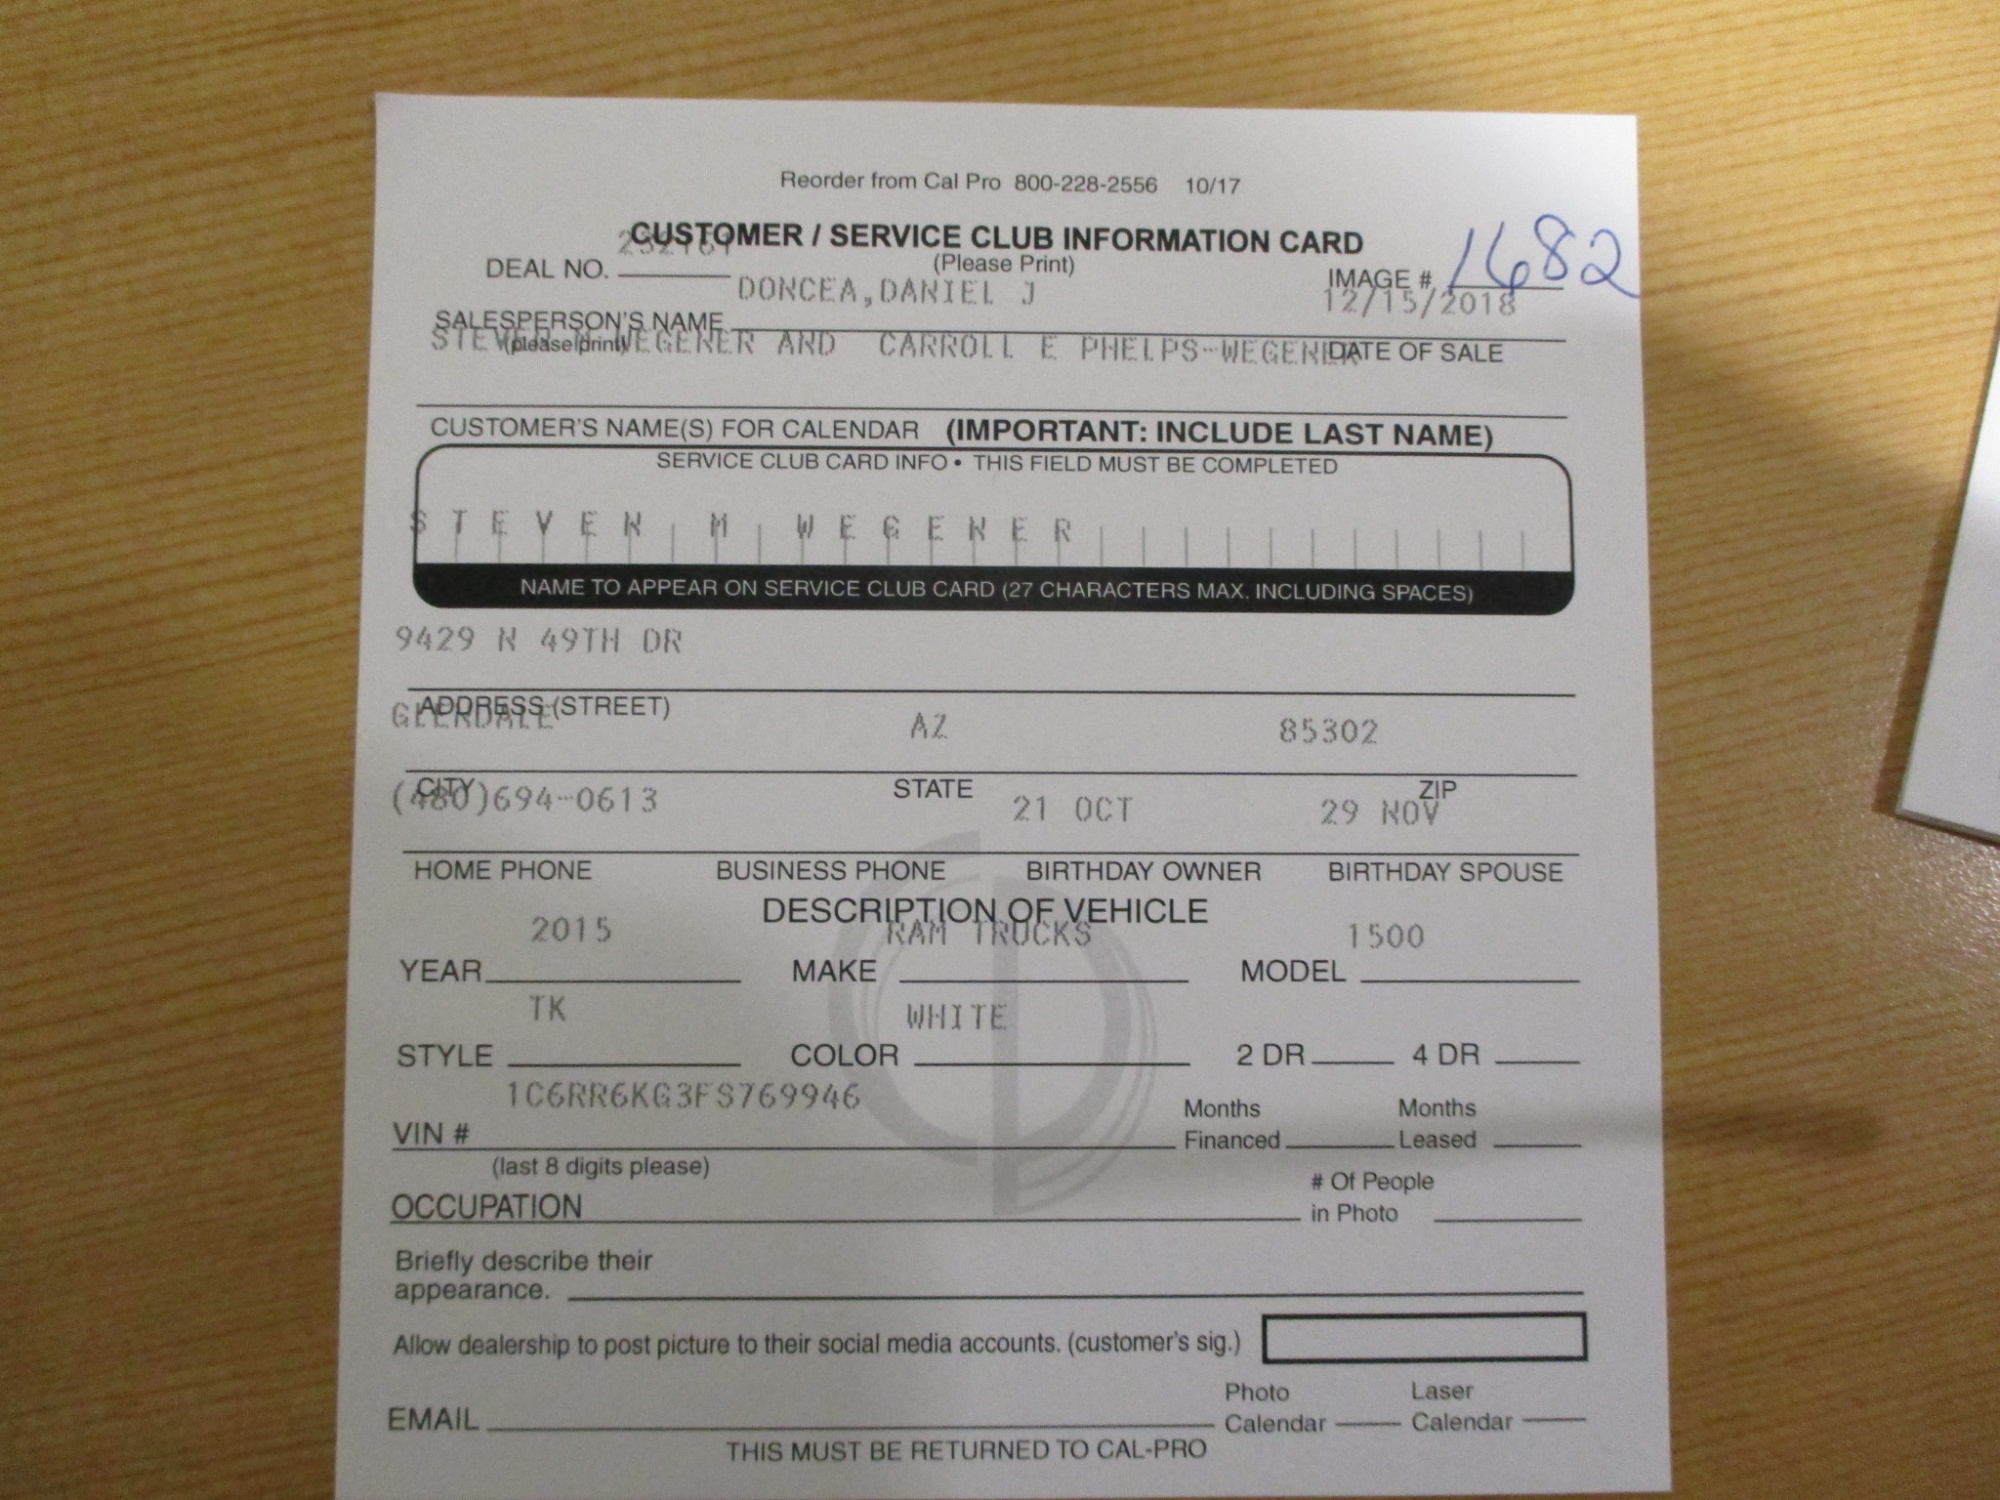 Reorder from Cal Pro 800-228-2556 10/17
CUSTOMER / SERVICE CLUB INFORMATION CARD
(Please Print)
DEAL NO.
IMAGE # 1682
DONCEA,DANIEL J 12/15/2018
SALESPERSON'S NAME
(please print)
DATE OF SALE
STEVEN M WEGENER AND CARROLL E PHELPS-WEGENER
CUSTOMER'S NAME(S) FOR CALENDAR (IMPORTANT: INCLUDE LAST NAME)
SERVICE CLUB CARD INFO • THIS FIELD MUST BE COMPLETED
STEVEN M WEGENER
NAME TO APPEAR ON SERVICE CLUB CARD (27 CHARACTERS MAX. INCLUDING SPACES)
9429 N 49TH DR
ADDRESS (STREET)
GLENDALE AZ 85302
CITY STATE ZIP
(480)694-0613 21 OCT 29 NOV
HOME PHONE BUSINESS PHONE BIRTHDAY OWNER BIRTHDAY SPOUSE
DESCRIPTION OF VEHICLE
2015 RAM TRUCKS 1500
YEAR MAKE MODEL
TK WHITE
STYLE COLOR 2 DR 4 DR
1C6RR6KG3FS769946
VIN # Months Financed Months Leased
(last 8 digits please)
OCCUPATION # Of People in Photo
Briefly describe their
appearance.
Allow dealership to post picture to their social media accounts. (customer's sig.)
EMAIL Photo Calendar Laser Calendar
THIS MUST BE RETURNED TO CAL-PRO